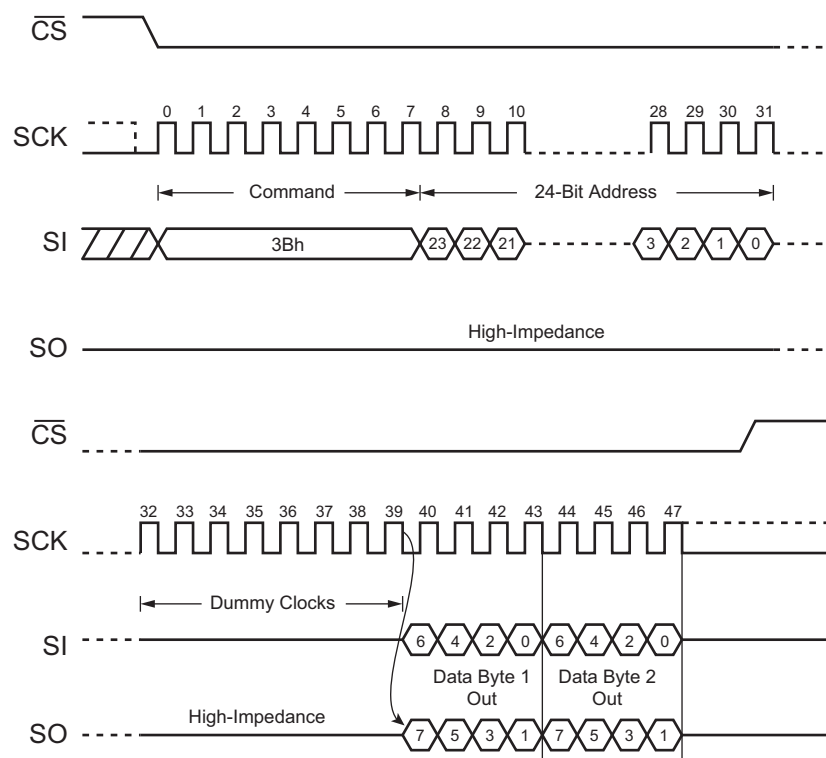 CS
0 1 2 3 4 5 6 7 8 9 10 28 29 30 31
SCK
Command 24-Bit Address
SI 3Bh 23 22 21 3 2 1 0
High-Impedance
SO
CS
32 33 34 35 36 37 38 39 40 41 42 43 44 45 46 47
SCK
Dummy Clocks
SI 6 4 2 0 6 4 2 0
Data Byte 1 Data Byte 2
Out Out
High-Impedance
SO 7 5 3 1 7 5 3 1